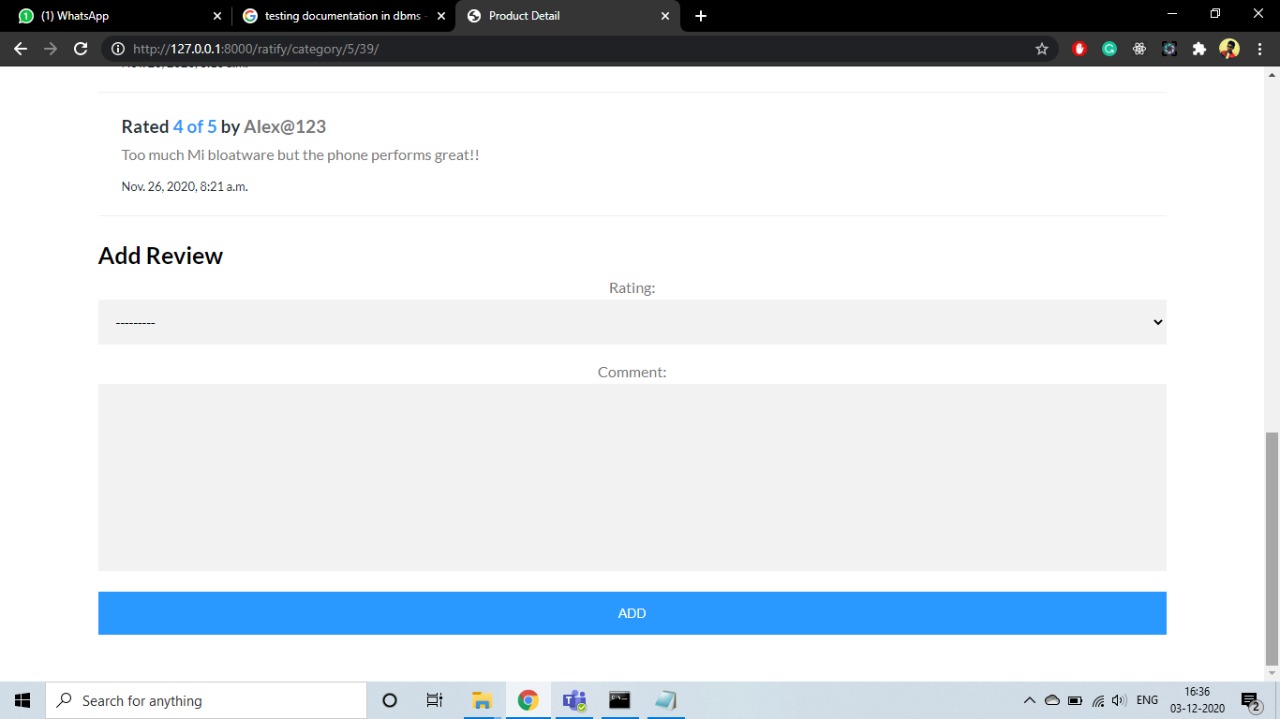 (1) WhatsApp
testing documentation in dbms -
Product Detail
http://127.0.0.1:8000/ratify/category/5/39/
Rated 4 of 5 by Alex@123
Too much Mi bloatware but the phone performs great!!
Nov. 26, 2020, 8:21 a.m.
Add Review
Rating:
---------
Comment:
ADD
Search for anything
ENG
16:36
03-12-2020
2